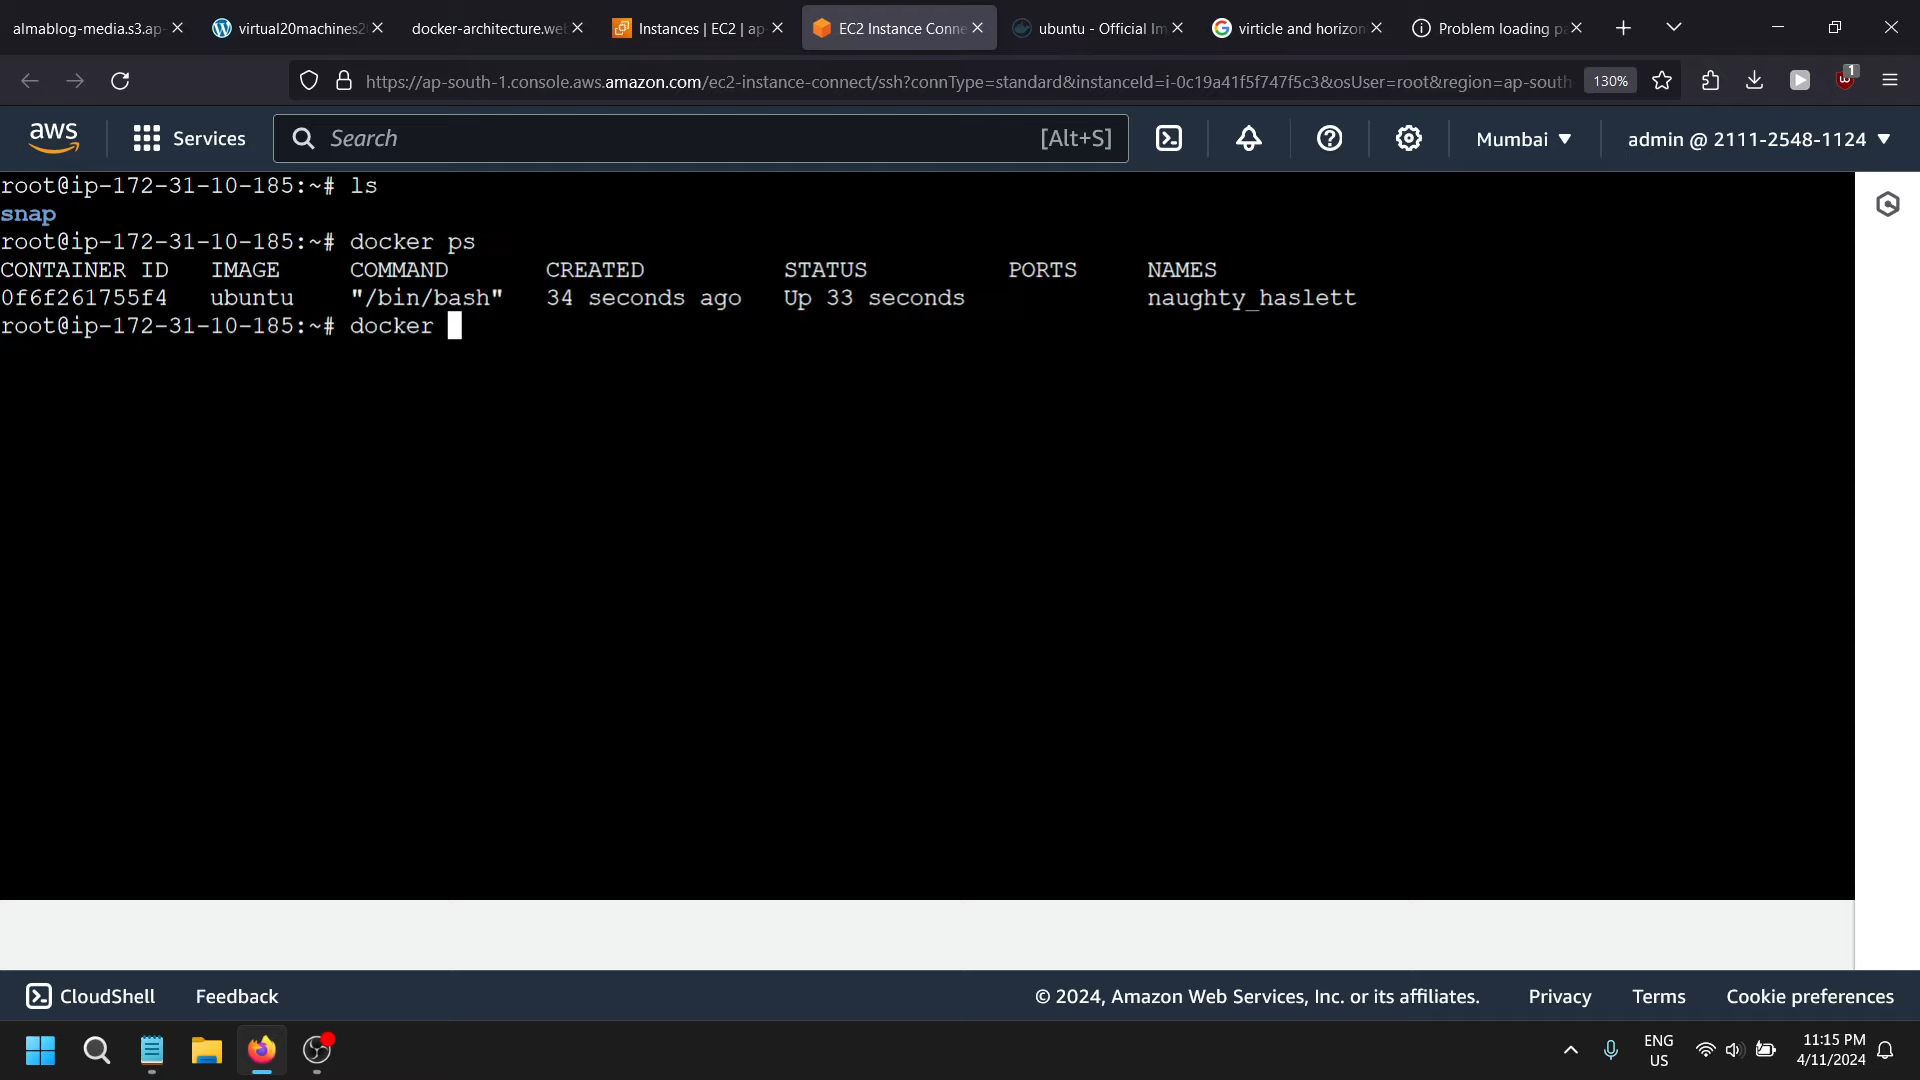 almablog-media.s3.ap-
virtual20machines2
docker-architecture.we
Instances | EC2 | ap-
EC2 Instance Conne
ubuntu - Official Im
virticle and horizon
Problem loading pa
https://ap-south-1.console.aws.amazon.com/ec2-instance-connect/ssh?connType=standard&instanceId=i-0c19a41f5f747f5c3&osUser=root&region=ap-south
130%
1
aws
Services
Search
[Alt+S]
Mumbai
admin @ 2111-2548-1124
root@ip-172-31-10-185:~# ls
snap
root@ip-172-31-10-185:~# docker ps
CONTAINER ID IMAGE COMMAND CREATED STATUS PORTS NAMES
0f6f261755f4 ubuntu "/bin/bash" 34 seconds ago Up 33 seconds naughty_haslett
root@ip-172-31-10-185:~# docker
CloudShell
Feedback
© 2024, Amazon Web Services, Inc. or its affiliates.
Privacy
Terms
Cookie preferences
ENG
US
11:15 PM
4/11/2024